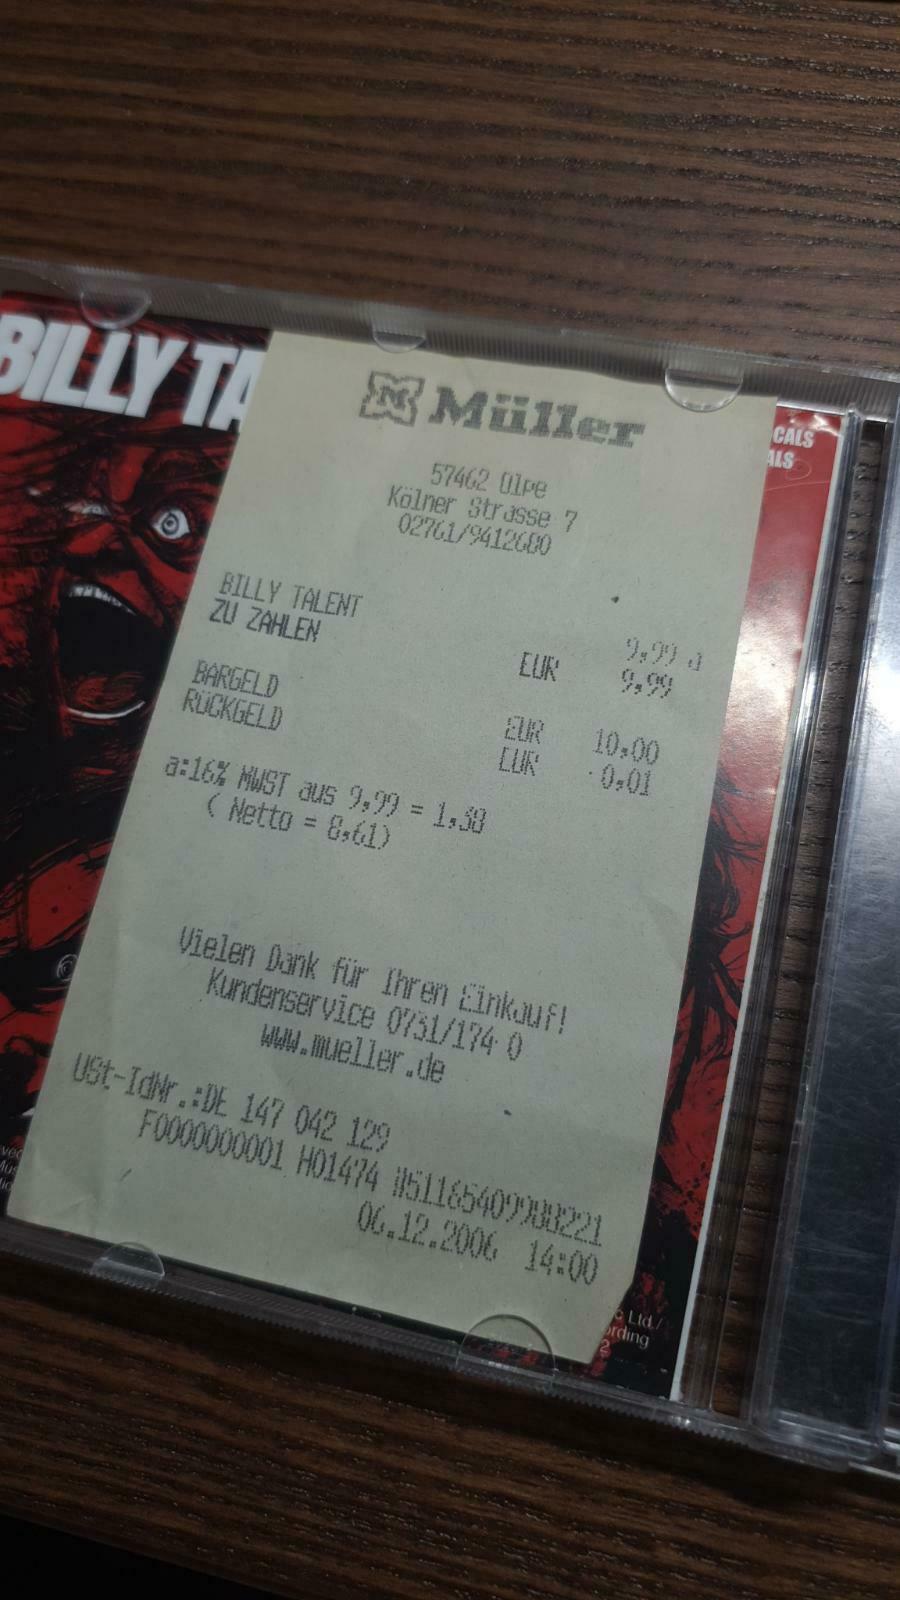 BILLY TA
Müller
CALS
ALS
57462 Olpe
Kölner Strasse 7
02761/9412680
BILLY TALENT 9,99 a
ZU ZAHLEN EUR 9,99
BARGELD EUR 10,00
RÜCKGELD EUR 0,01
a:16% MWST aus 9,99 = 1,38
( Netto = 8,61)
Vielen Dank für Ihren Einkauf!
Kundenservice 0731/174 0
www.mueller.de
USt-IdNr.:DE 147 042 129
F0000000001 H01474 #51165409988221
06.12.2006 14:00
c Ltd./
ording
2